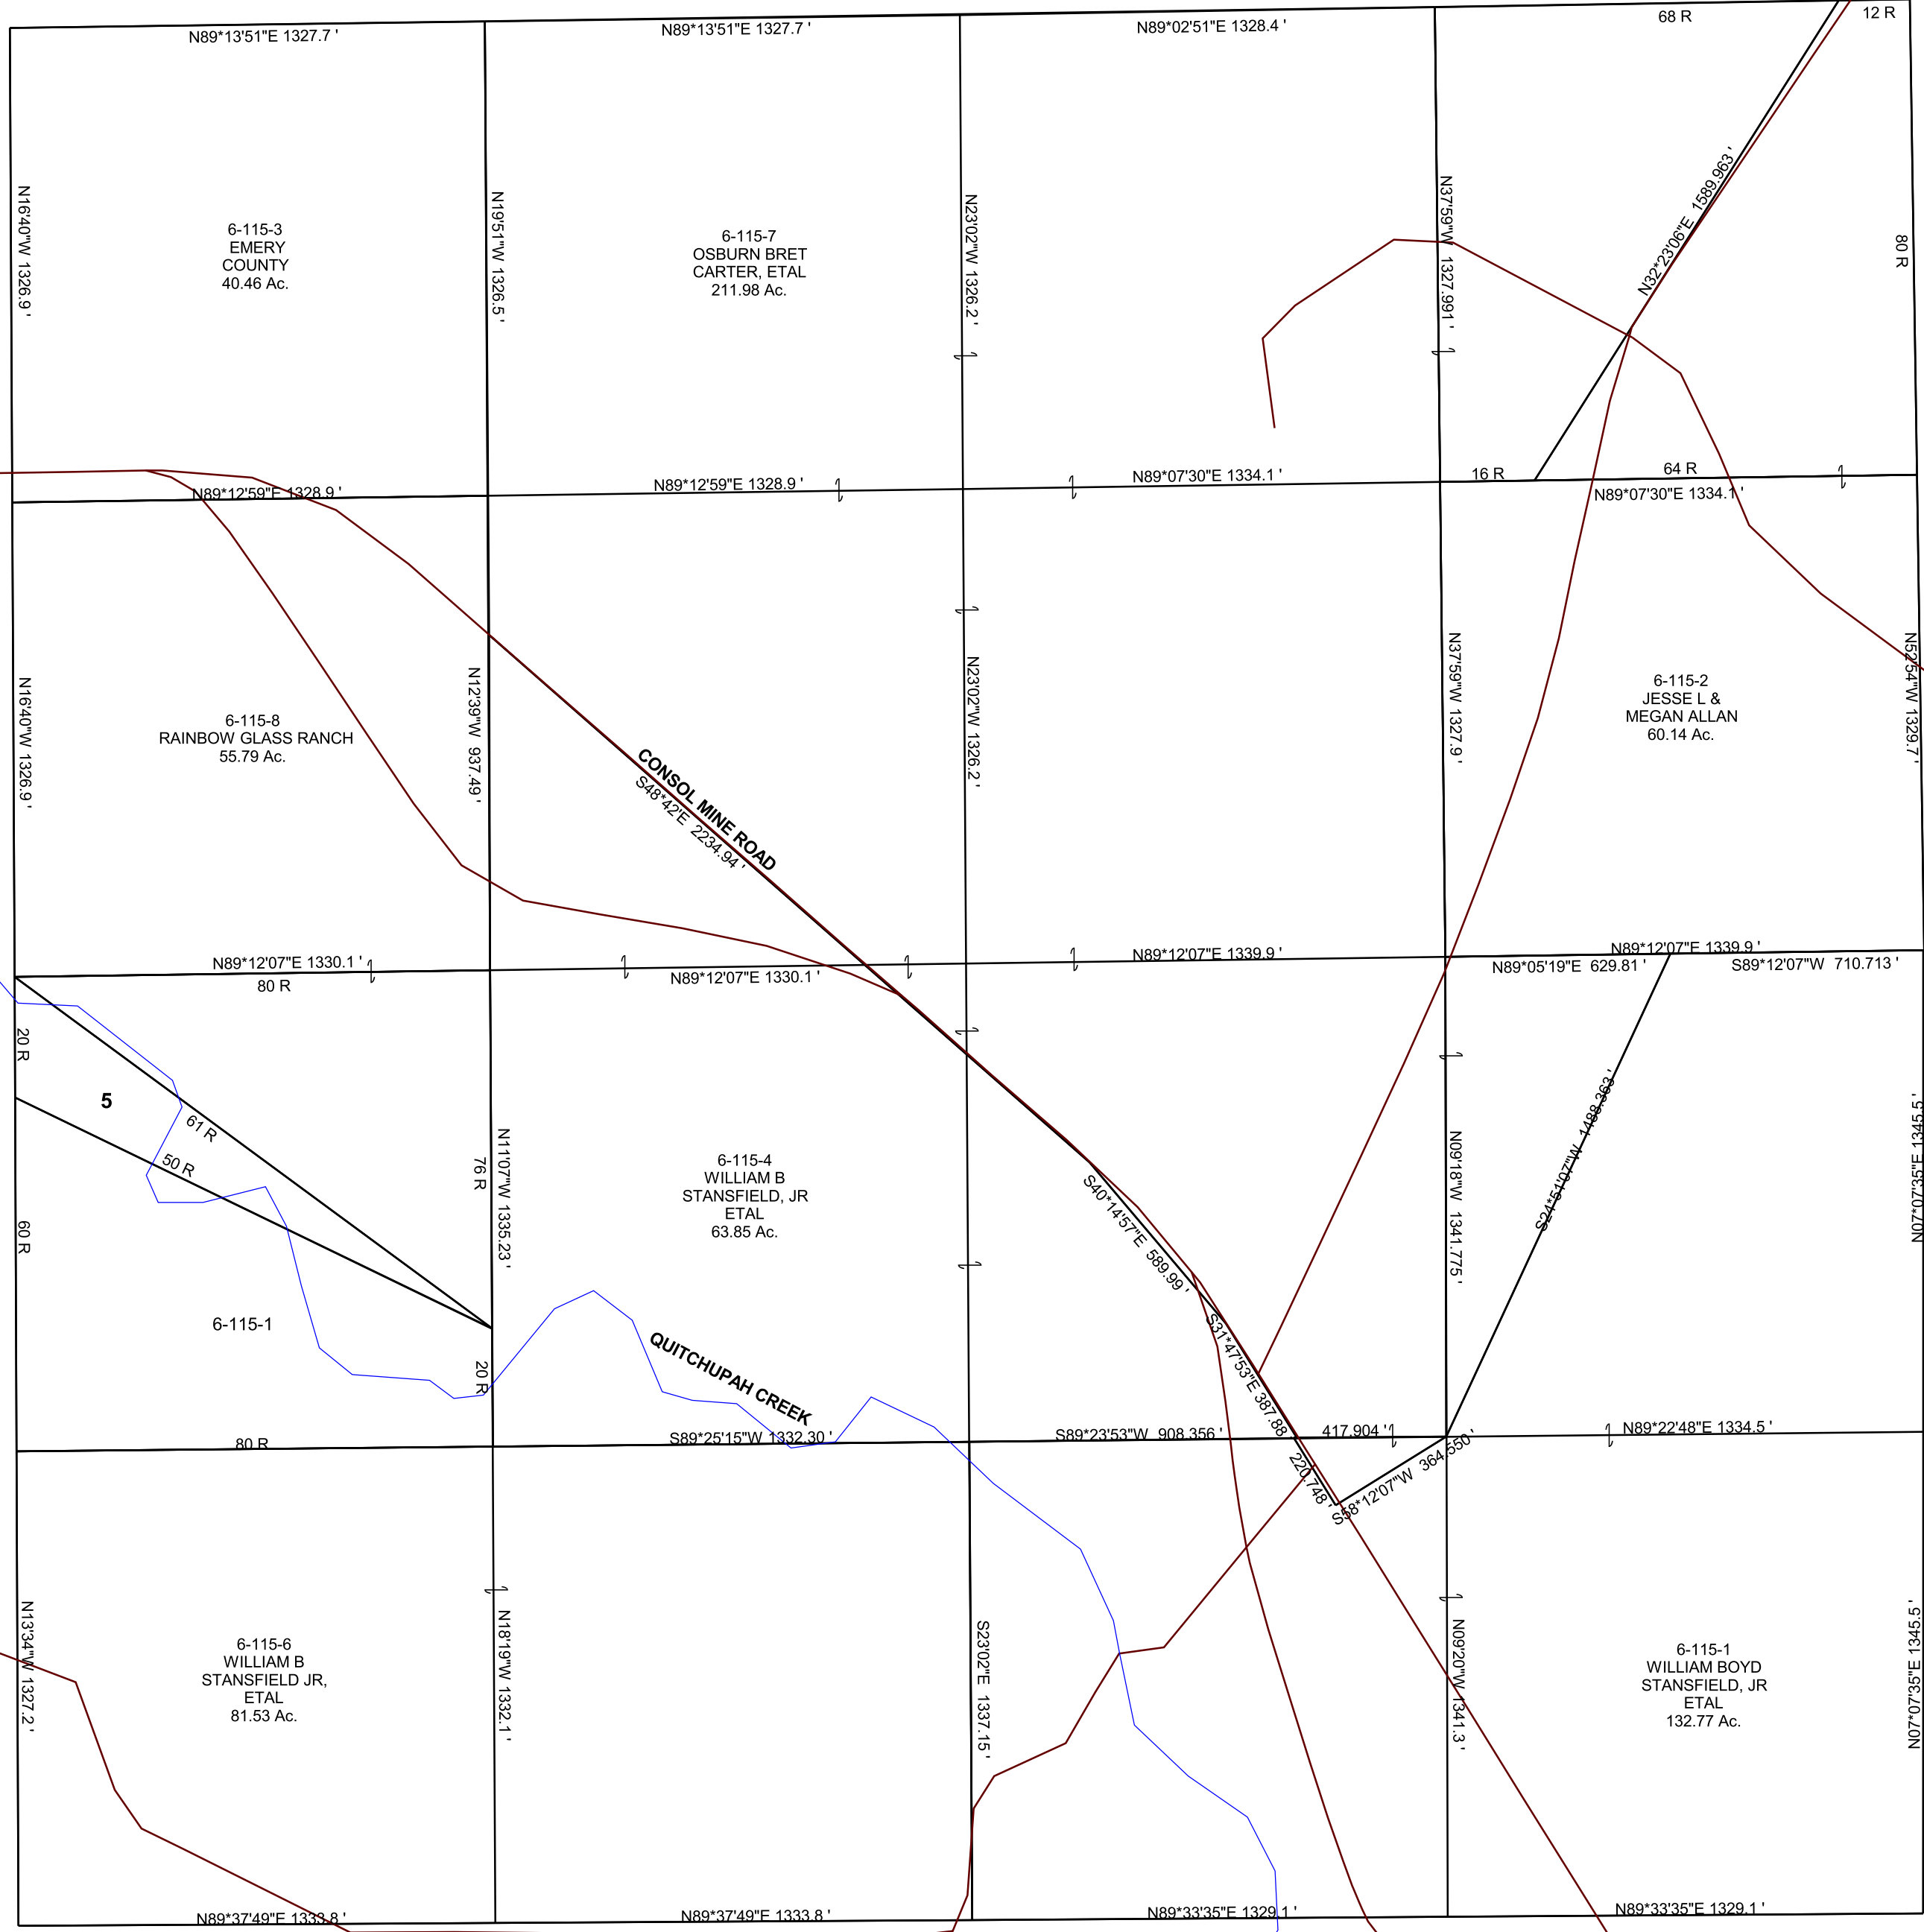 N89*13'51"E 1327.7 '
N89*13'51"E 1327.7 '
N89*02'51"E 1328.4 '
68 R
12 R
N16'40"W 1326.9 '
6-115-3
EMERY
COUNTY
40.46 Ac.
N19'51"W 1326.5 '
6-115-7
OSBURN BRET
CARTER, ETAL
211.98 Ac.
N23'02"W 1326.2 '
N37'59"W 1327.991 '
N32*23'06"E 1589.963 '
80 R
N89*12'59"E 1328.9 '
N89*12'59"E 1328.9 '
N89*07'30"E 1334.1 '
16 R
64 R
N89*07'30"E 1334.1 '
N16'40"W 1326.9 '
6-115-8
RAINBOW GLASS RANCH
55.79 Ac.
N12'39"W 937.49 '
CONSOL MINE ROAD
S48*42'E 2234.94 '
N23'02"W 1326.2 '
N37'59"W 1327.9 '
6-115-2
JESSE L &
MEGAN ALLAN
60.14 Ac.
N52'54"W 1329.7 '
N89*12'07"E 1330.1 '
80 R
N89*12'07"E 1330.1 '
N89*12'07"E 1339.9 '
N89*12'07"E 1339.9 '
N89*05'19"E 629.81 '
S89*12'07"W 710.713 '
20 R
5
61 R
50 R
60 R
6-115-1
76 R
N11'07"W 1335.23 '
20 R
6-115-4
WILLIAM B
STANSFIELD, JR
ETAL
63.85 Ac.
QUITCHUPAH CREEK
S40*14'57"E 589.99 '
S31*47'53"E 387.88
N09'18"W 1341.775 '
S24*51'07"W 1488.363 '
N07*07'35"E 1345.5 '
80 R
S89*25'15"W 1332.30 '
S89*23'53"W 908.356 '
417.904 '
N89*22'48"E 1334.5 '
220.748 '
S58*12'07"W 364.550 '
N13'34"W 1327.2 '
6-115-6
WILLIAM B
STANSFIELD JR,
ETAL
81.53 Ac.
N18'19"W 1332.1 '
S23'02"E 1337.15 '
N09'20"W 1341.3 '
6-115-1
WILLIAM BOYD
STANSFIELD, JR
ETAL
132.77 Ac.
N07*07'35"E 1345.5 '
N89*37'49"E 1333.8 '
N89*37'49"E 1333.8 '
N89*33'35"E 1329.1 '
N89*33'35"E 1329.1 '